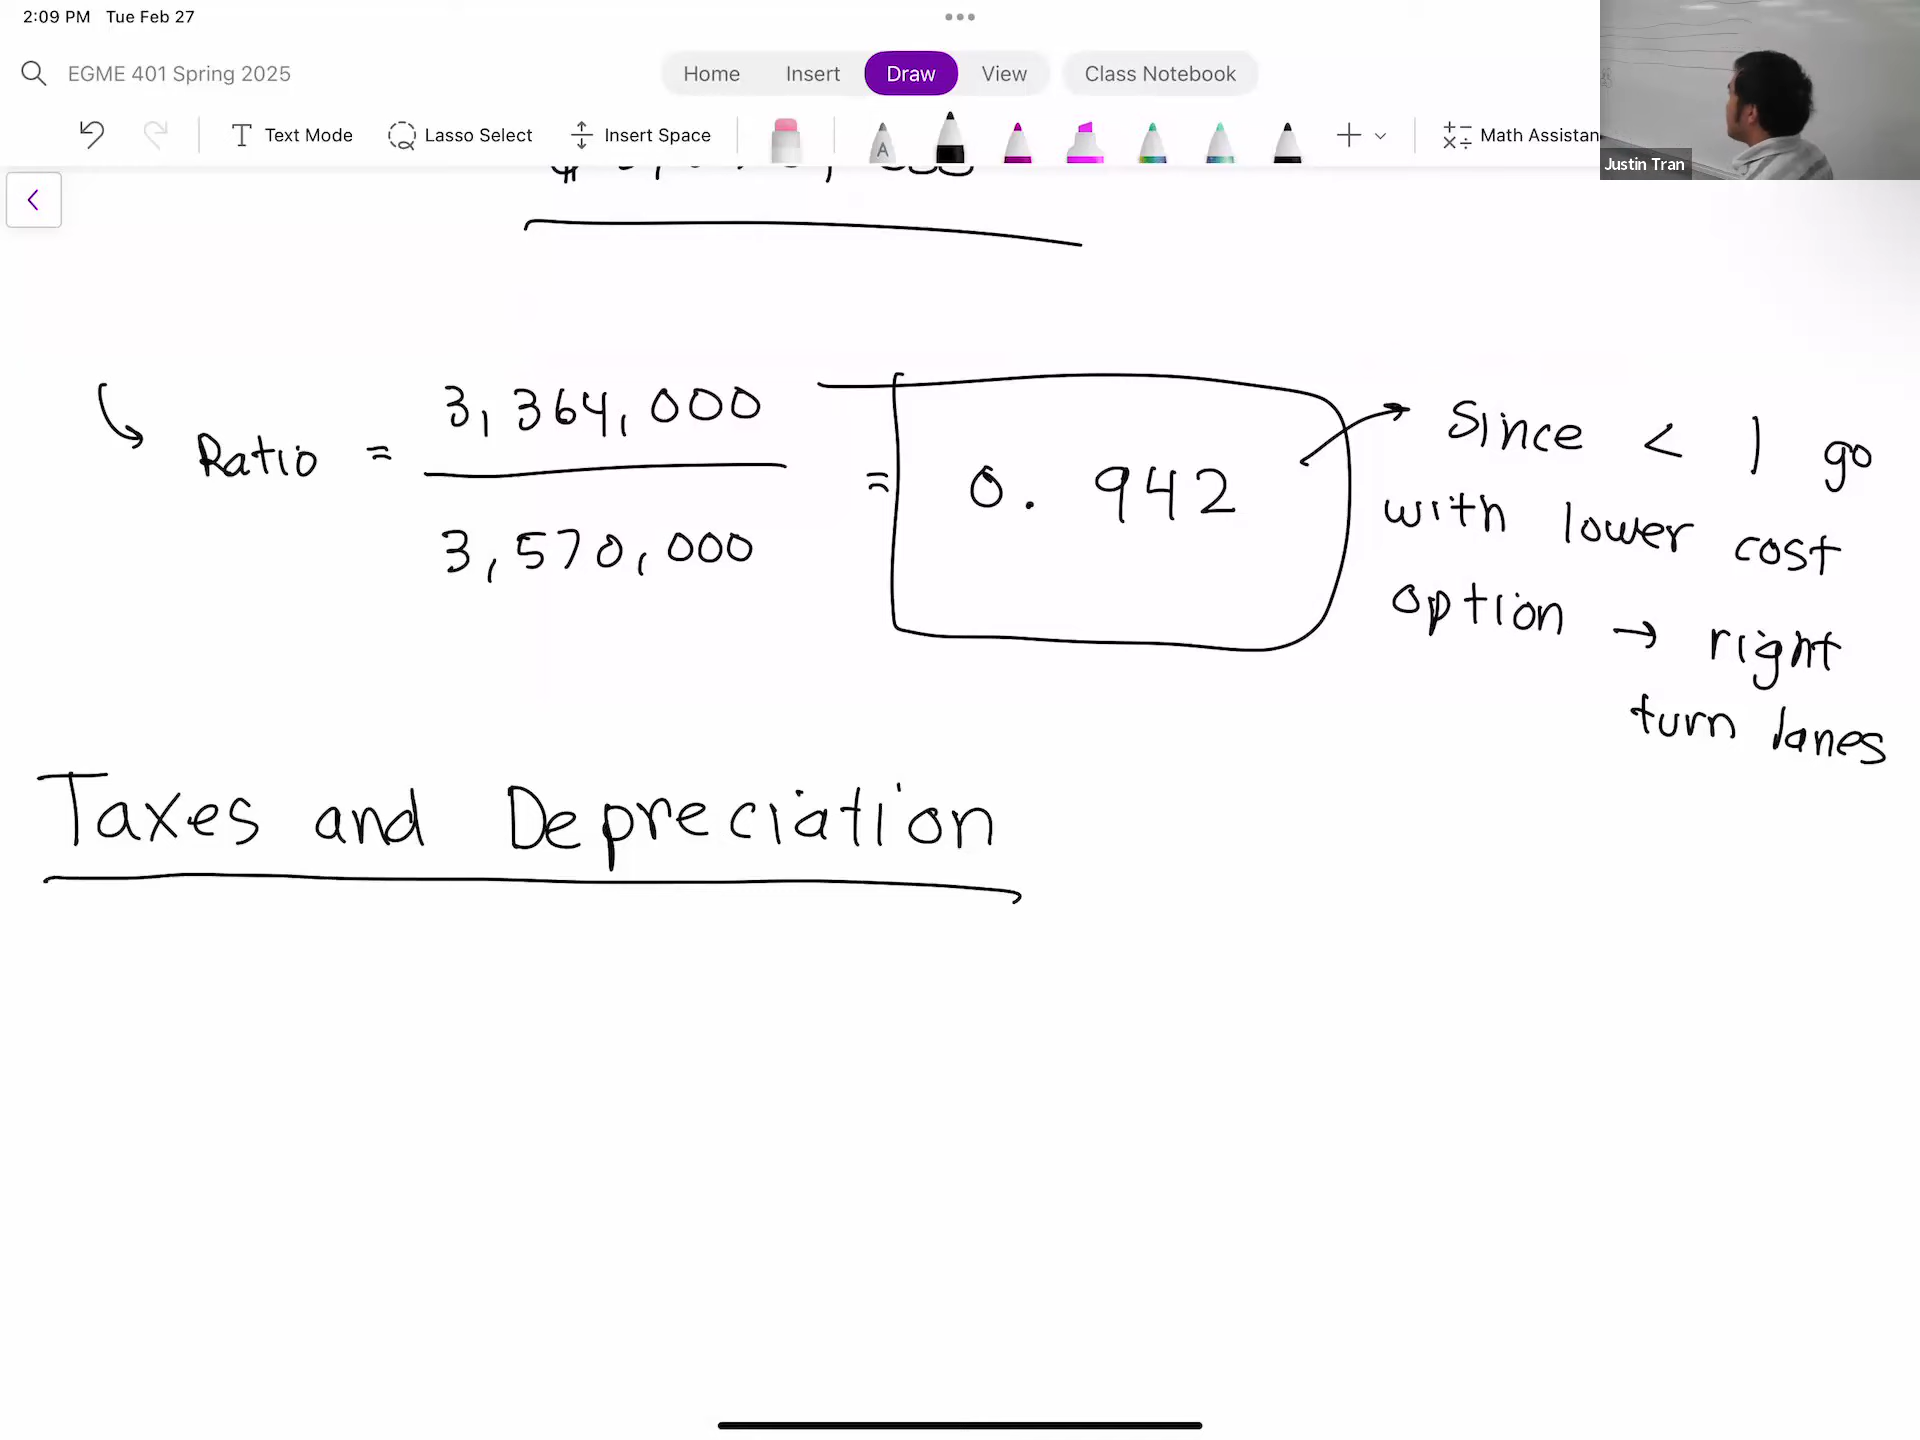 2:09 PM Tue Feb 27
EGME 401 Spring 2025
Home Insert Draw View Class Notebook
Text Mode Lasso Select Insert Space A Math Assistan
Justin Tran
Ratio = 3,364,000 / 3,570,000 = 0.942
Since < 1 go
with lower cost
option → right
turn lanes
Taxes and Depreciation